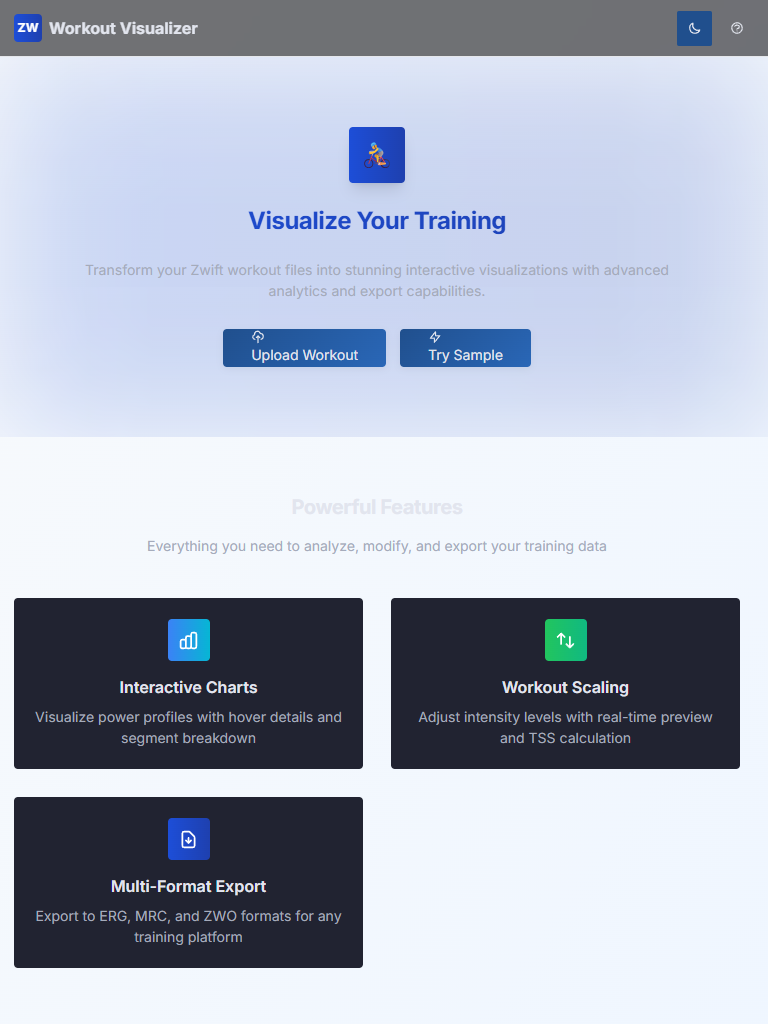 ZW Workout Visualizer
Visualize Your Training
Transform your Zwift workout files into stunning interactive visualizations with advanced
analytics and export capabilities.
Upload Workout
Try Sample
Powerful Features
Everything you need to analyze, modify, and export your training data
Interactive Charts
Visualize power profiles with hover details and
segment breakdown
Workout Scaling
Adjust intensity levels with real-time preview
and TSS calculation
Multi-Format Export
Export to ERG, MRC, and ZWO formats for any
training platform